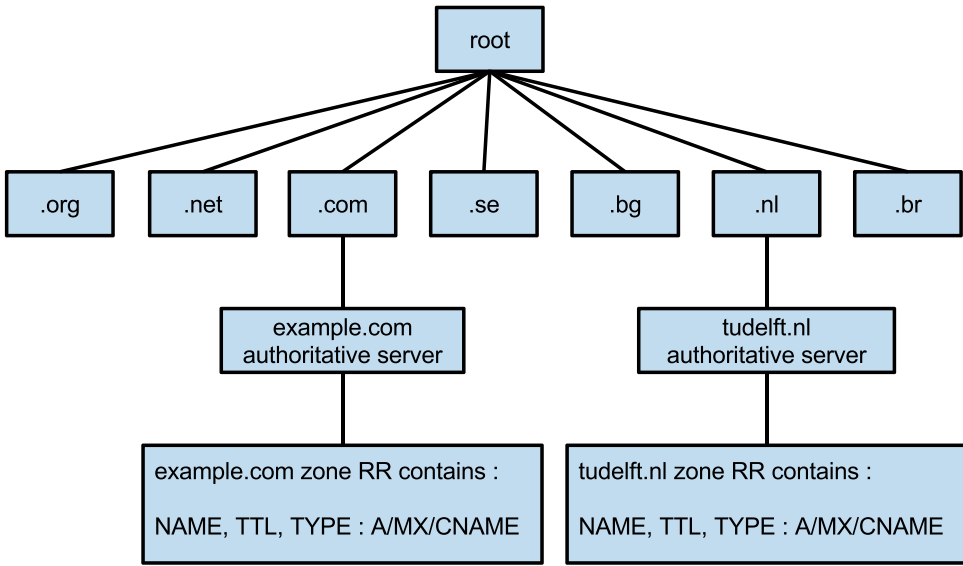 root
.org
.net
.com
.se
.bg
.nl
.br
example.com
authoritative server
tudelft.nl
authoritative server
example.com zone RR contains :
NAME, TTL, TYPE : A/MX/CNAME
tudelft.nl zone RR contains :
NAME, TTL, TYPE : A/MX/CNAME